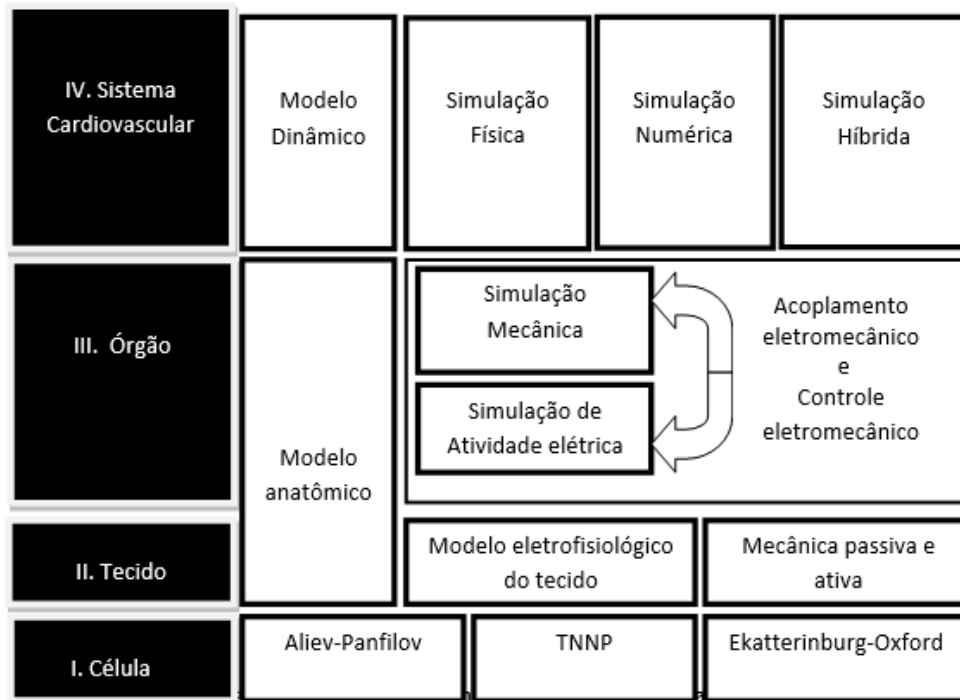 IV. Sistema
Cardiovascular
Modelo
Dinâmico
Simulação
Física
Simulação
Numérica
Simulação
Híbrida
III. Órgão
Modelo
anatômico
Simulação
Mecânica
Simulação de
Atividade elétrica
Acoplamento
eletromecânico
e
Controle
eletromecânico
II. Tecido
Modelo eletrofisiológico
do tecido
Mecânica passiva e
ativa
I. Célula
Aliev-Panfilov
TNNP
Ekatterinburg-Oxford